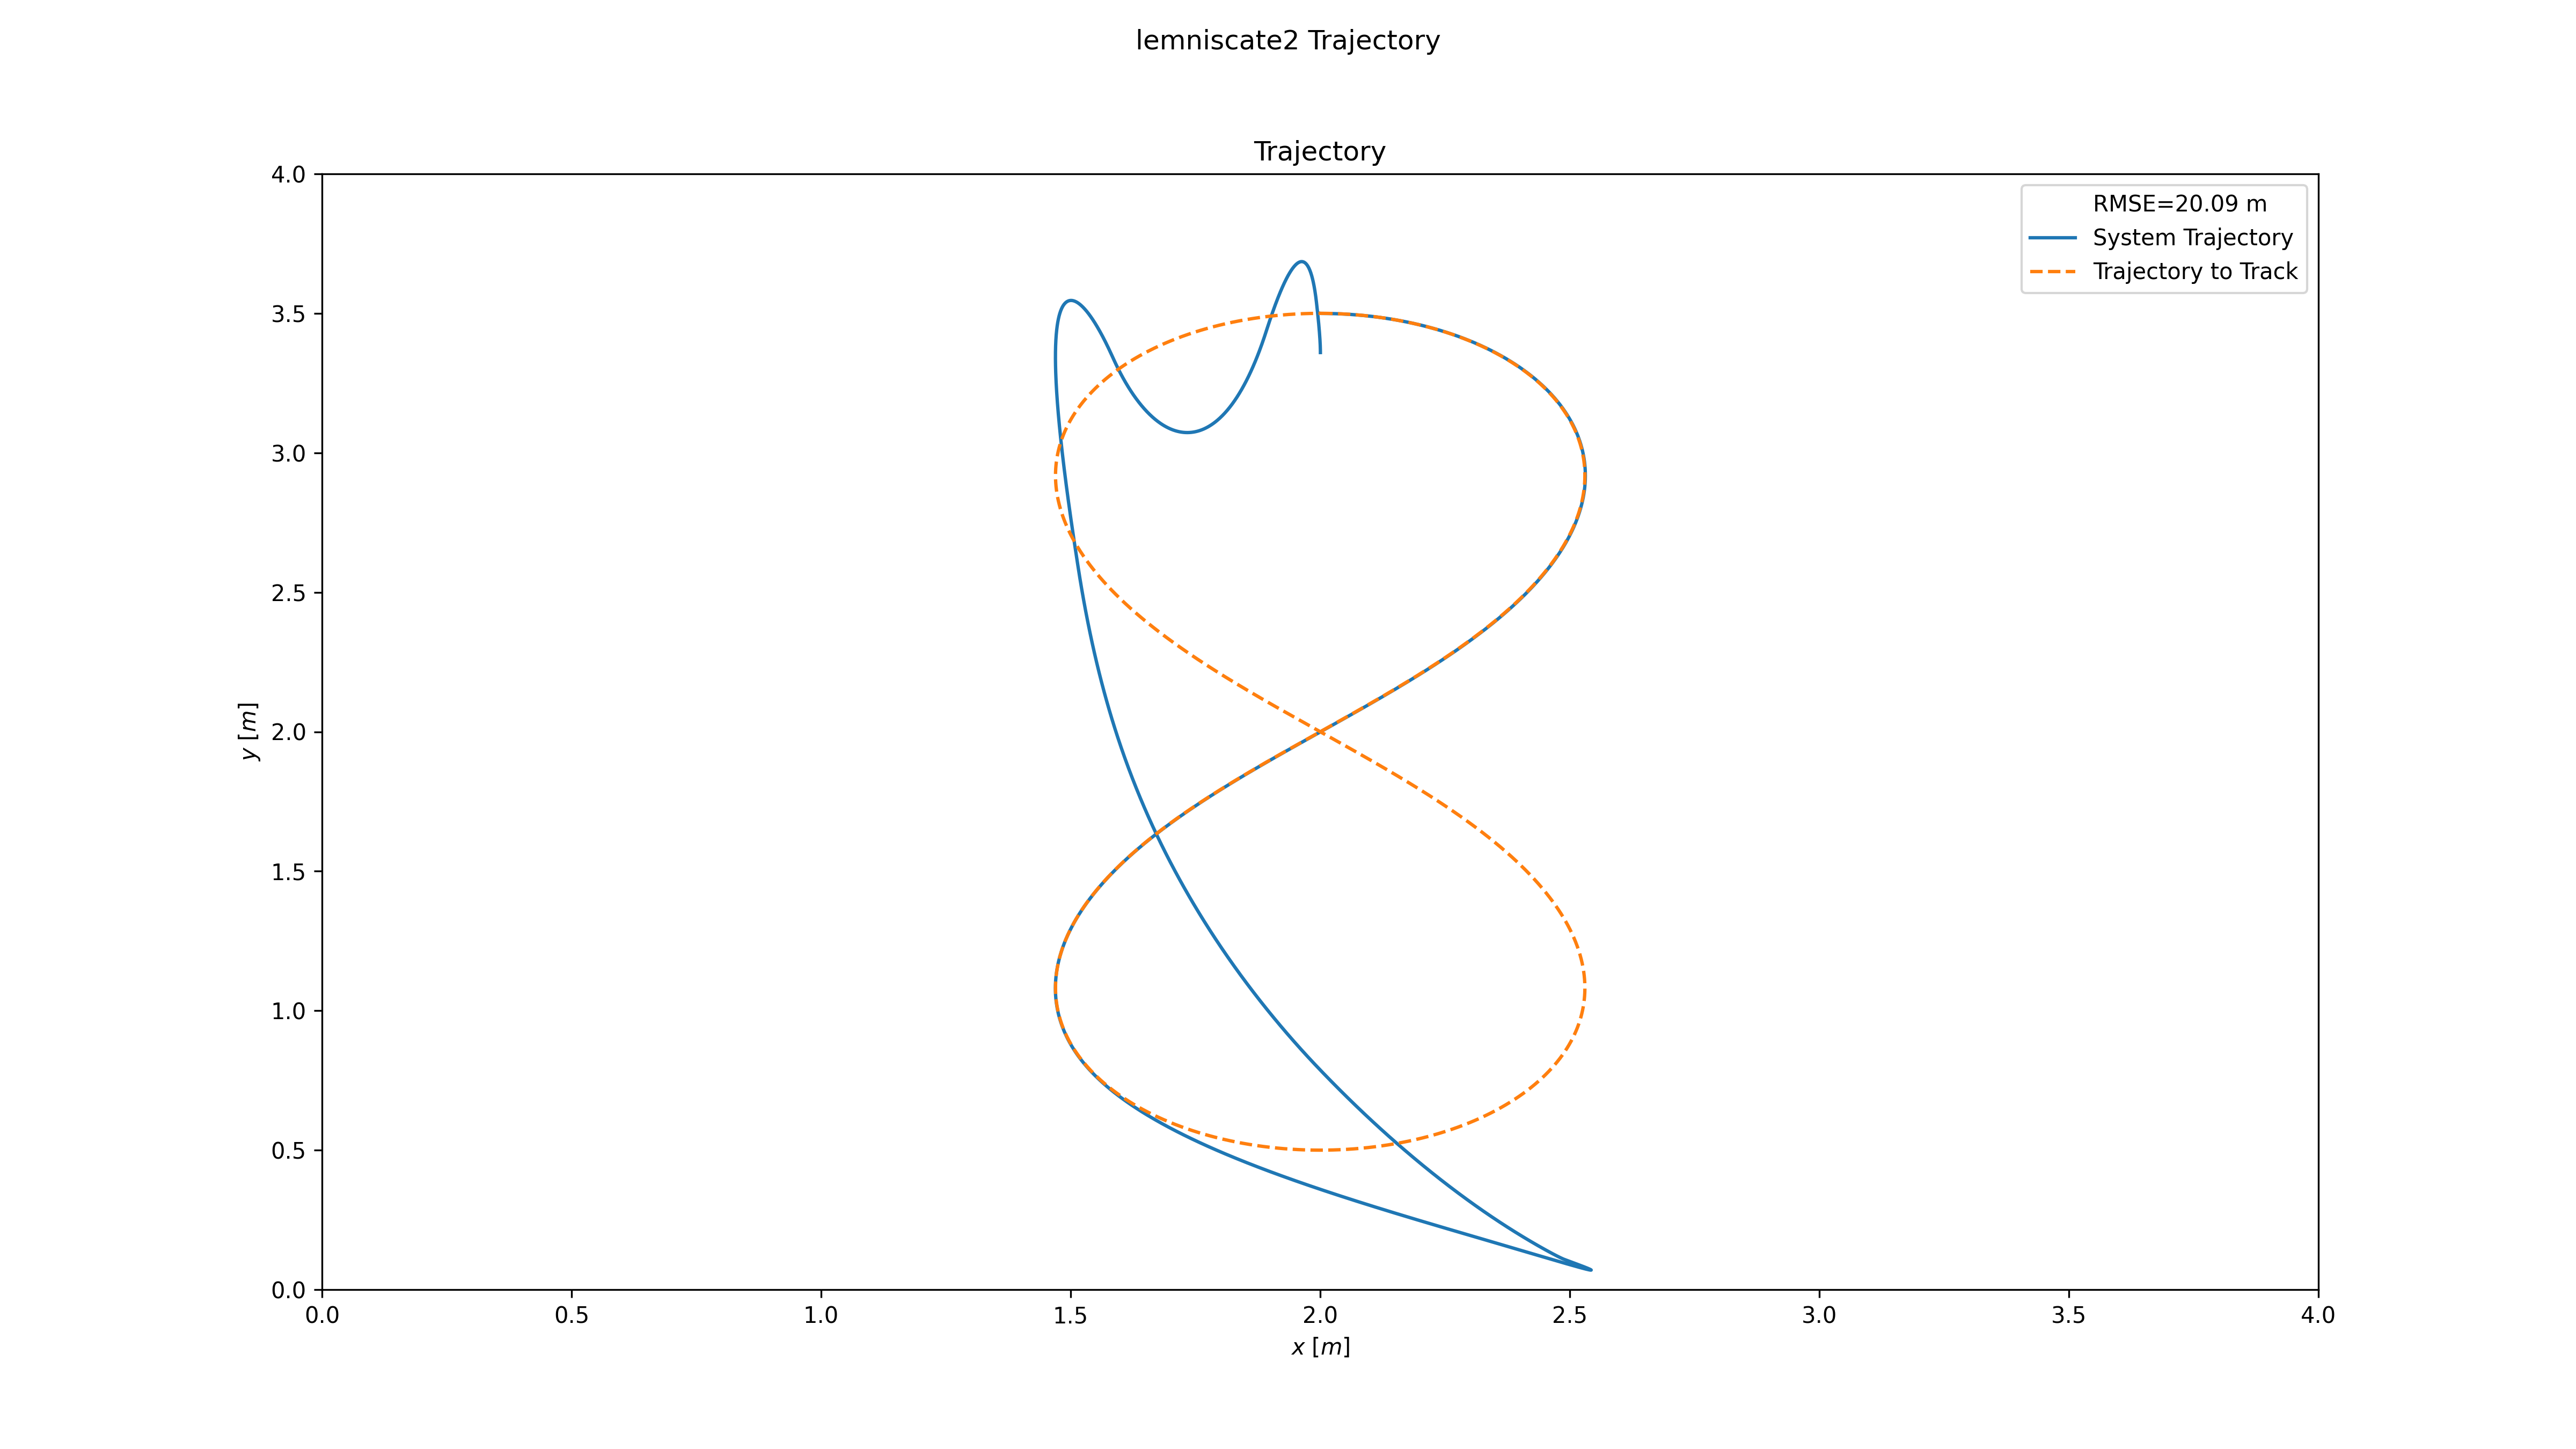 lemniscate2 Trajectory
Trajectory
RMSE=20.09 m
System Trajectory
Trajectory to Track
4.0
3.5
3.0
2.5
2.0
1.5
1.0
0.5
0.0
y [m]
0.0 0.5 1.0 1.5 2.0 2.5 3.0 3.5 4.0
x [m]